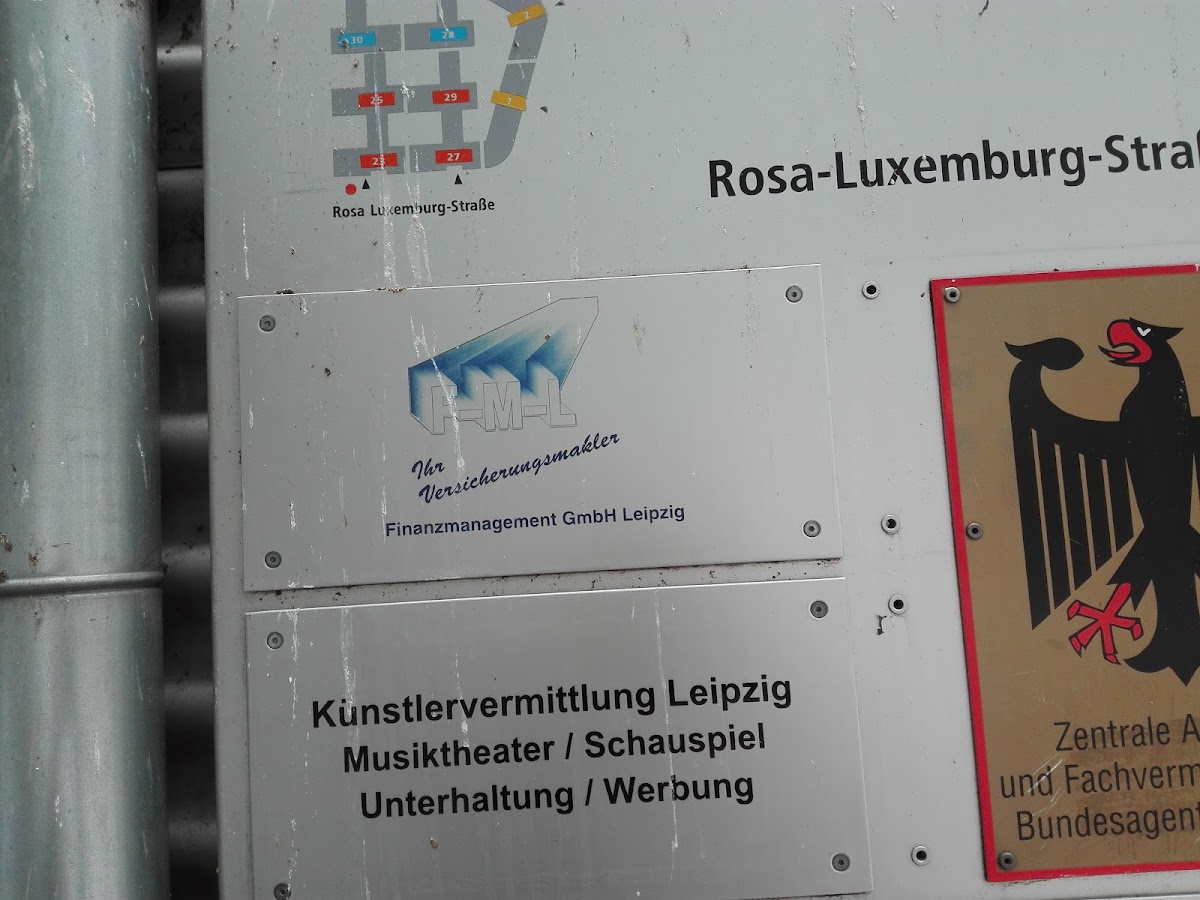 2
30
28
25
29
1
23
27
Rosa Luxemburg-Straße
Rosa-Luxemburg-Straß
F-M-L
Ihr
Versicherungsmakler
Finanzmanagement GmbH Leipzig
Künstlervermittlung Leipzig
Musiktheater / Schauspiel
Unterhaltung / Werbung
Zentrale A
und Fachverm
Bundesagent